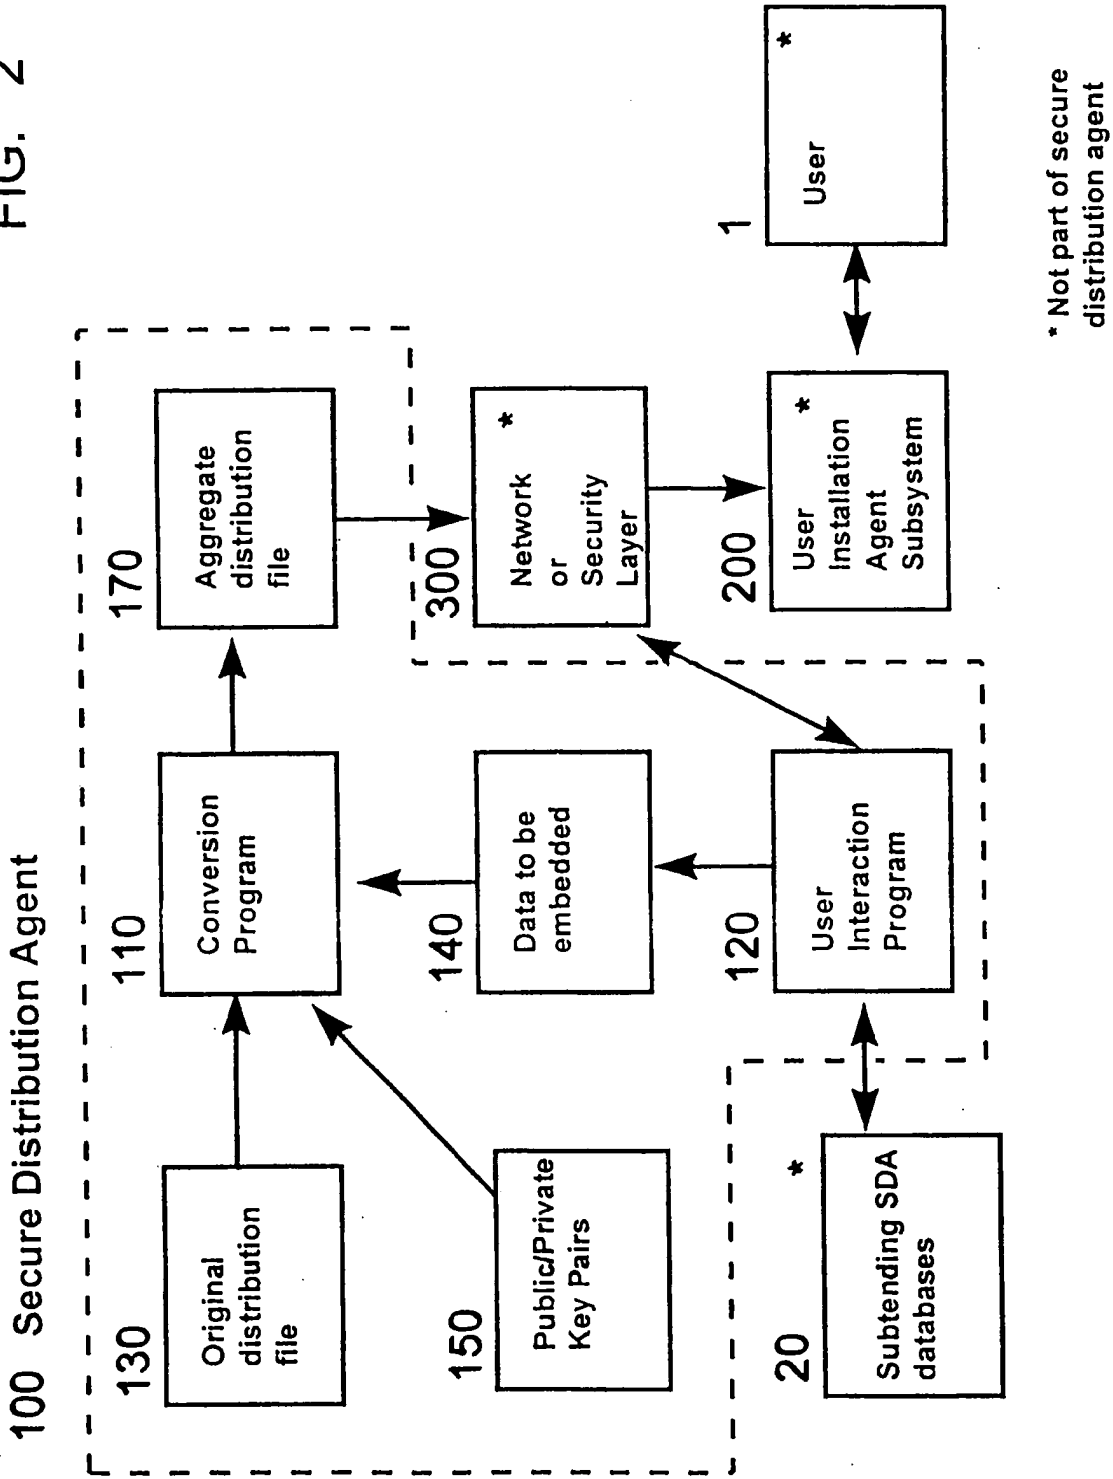 FIG. 2
100 Secure Distribution Agent
130
Original
distribution
file
110
Conversion
Program
170
Aggregate
distribution
file
150
Public/Private
Key Pairs
140
Data to be
embedded
300
Network *
or
Security
Layer
20 *
Subtending SDA
databases
120
User
Interaction
Program
200
User *
Installation
Agent
Subsystem
1
User *
* Not part of secure
distribution agent